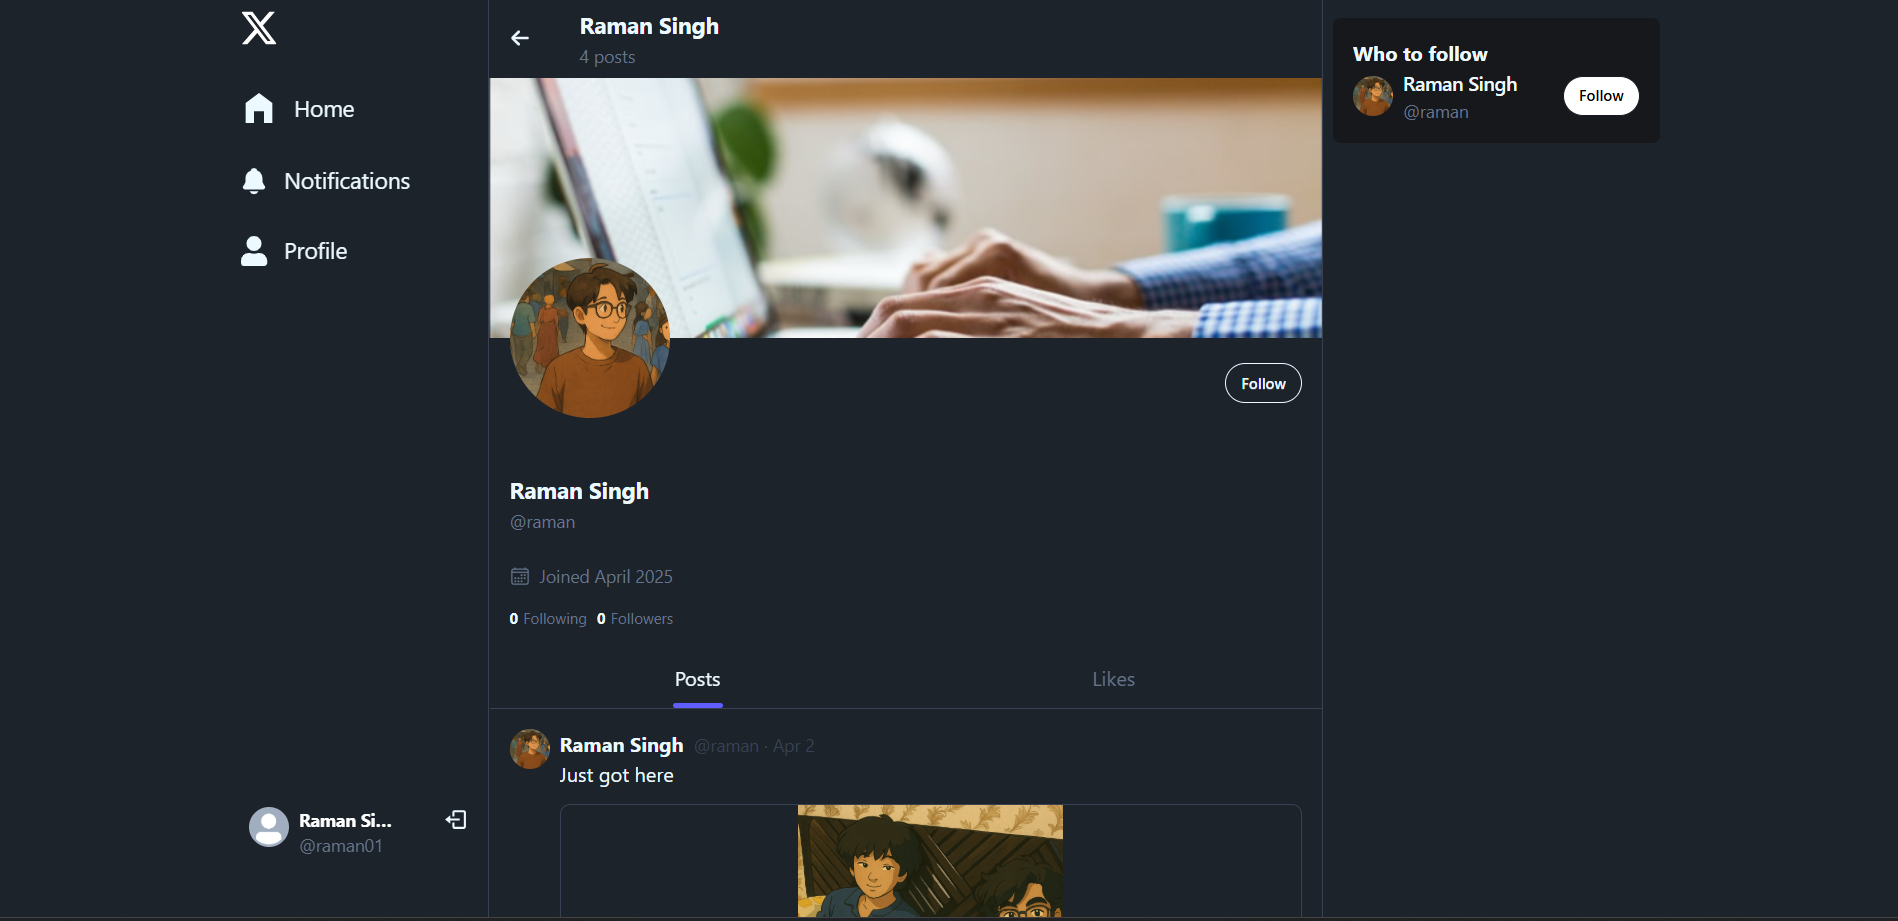 Home
Notifications
Profile
Raman Si...
@raman01
Raman Singh
4 posts
Follow
Raman Singh
@raman
Joined April 2025
0 Following 0 Followers
Posts Likes
Raman Singh @raman · Apr 2
Just got here
Who to follow
Raman Singh
@raman
Follow